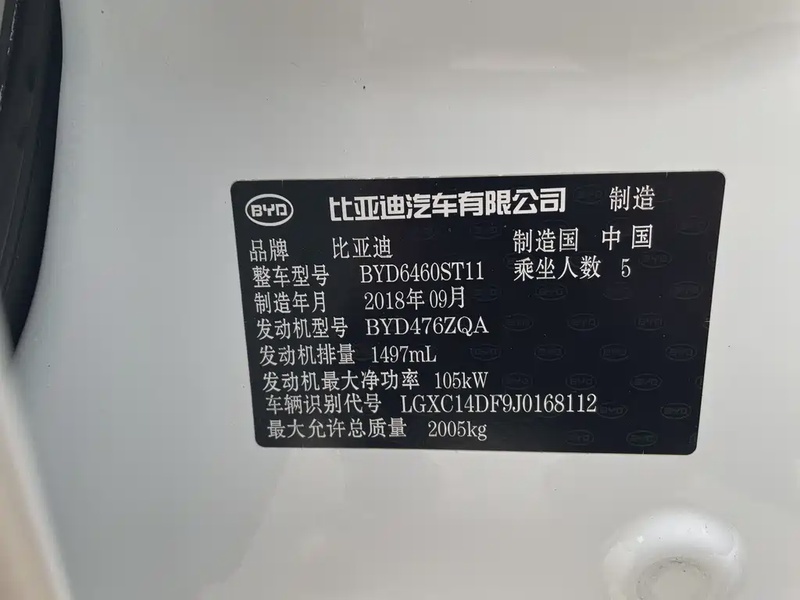 BYD 比亚迪汽车有限公司 制造
品牌 比亚迪 制造国 中国
整车型号 BYD6460ST11 乘坐人数 5
制造年月 2018年09月
发动机型号 BYD476ZQA
发动机排量 1497mL
发动机最大净功率 105kW
车辆识别代号 LGXC14DF9J0168112
最大允许总质量 2005kg